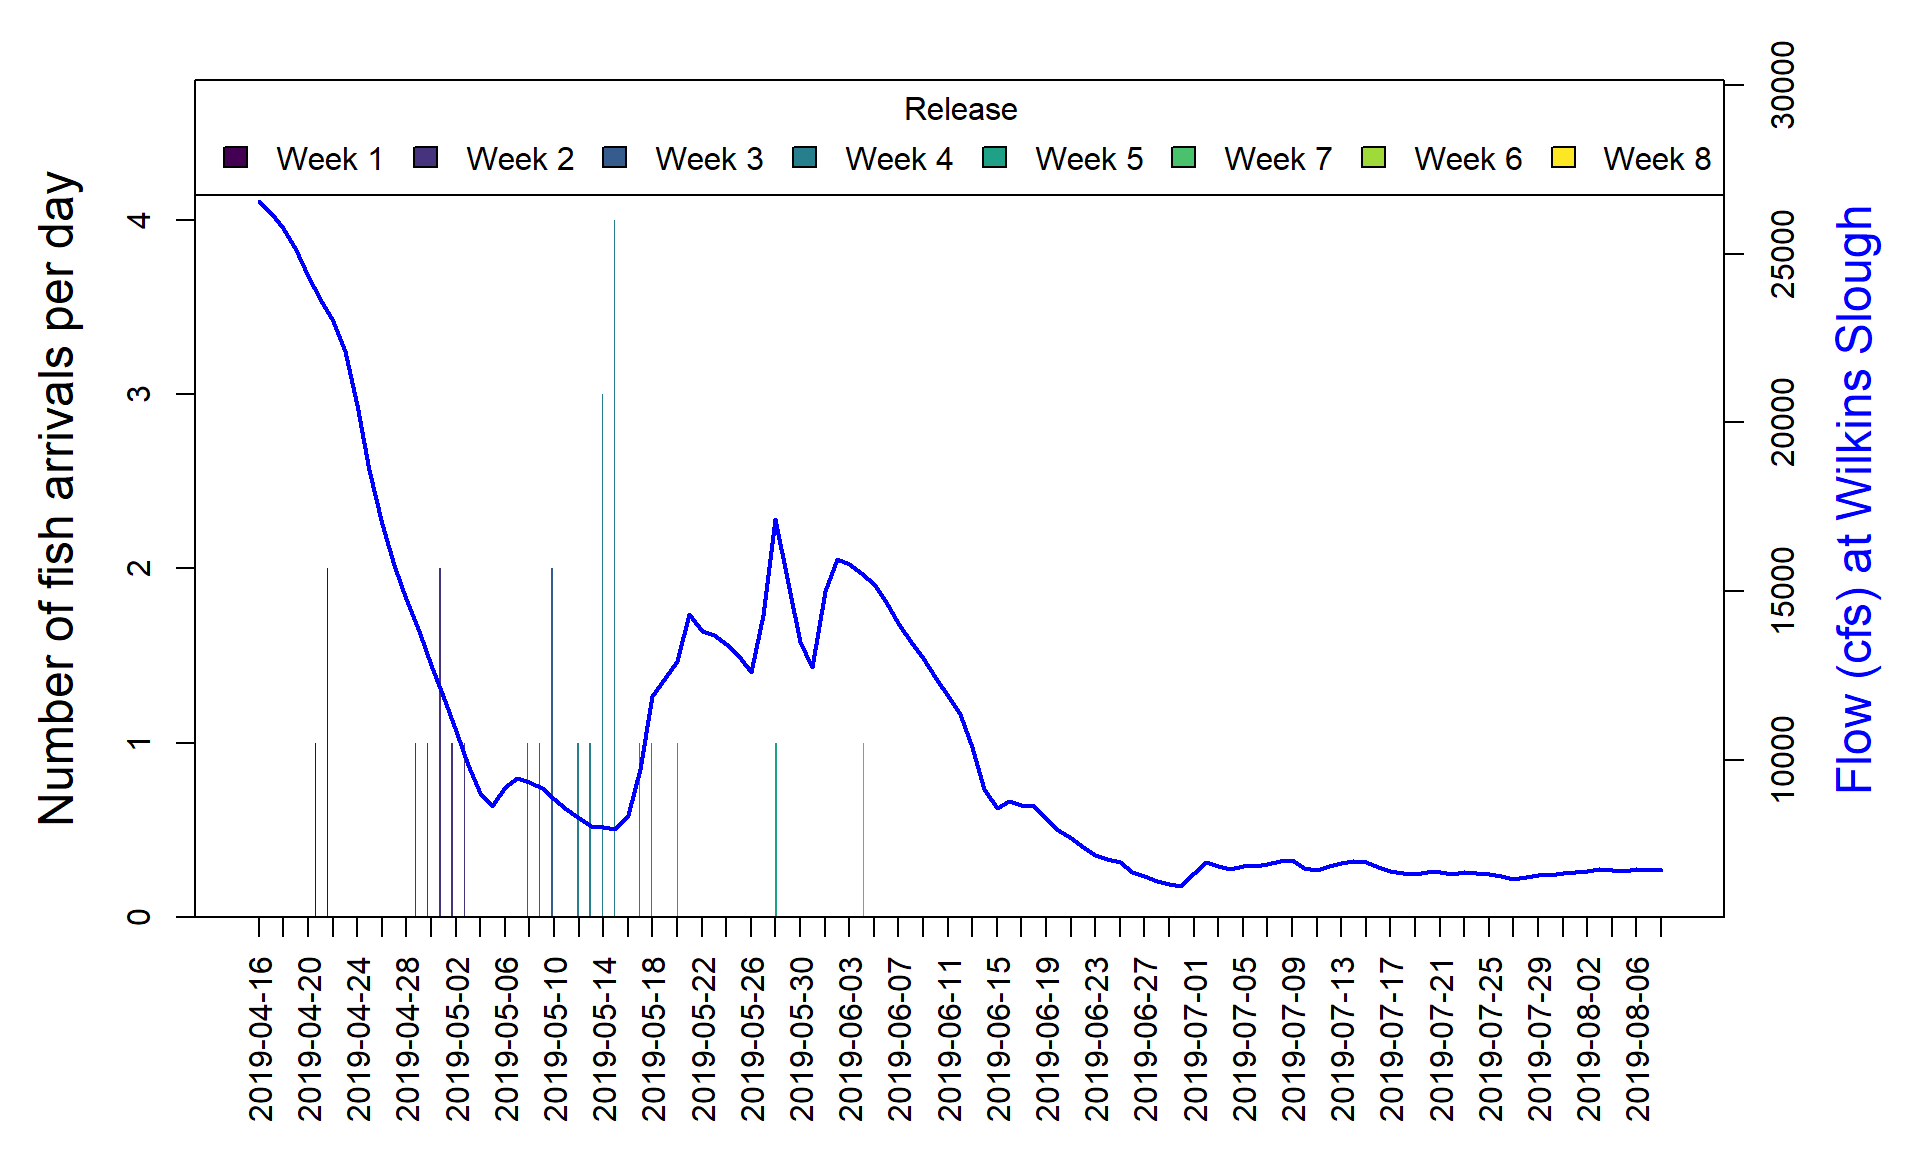 Release
Week 1 Week 2 Week 3 Week 4 Week 5 Week 7 Week 6 Week 8
Number of fish arrivals per day
0 1 2 3 4
10000 15000 20000 25000 30000
Flow (cfs) at Wilkins Slough
2019-04-16 2019-04-20 2019-04-24 2019-04-28 2019-05-02 2019-05-06 2019-05-10 2019-05-14 2019-05-18 2019-05-22 2019-05-26 2019-05-30 2019-06-03 2019-06-07 2019-06-11 2019-06-15 2019-06-19 2019-06-23 2019-06-27 2019-07-01 2019-07-05 2019-07-09 2019-07-13 2019-07-17 2019-07-21 2019-07-25 2019-07-29 2019-08-02 2019-08-06